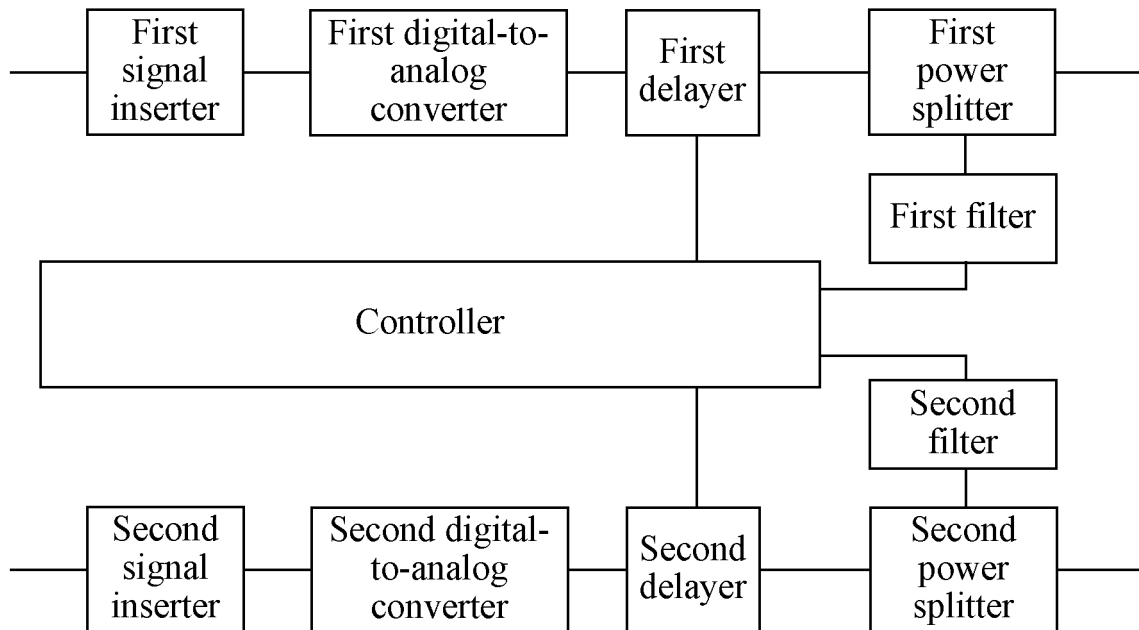 First
signal
inserter
First digital-to-
analog
converter
First
delayer
First
power
splitter
First filter
Controller
Second
filter
Second
signal
inserter
Second digital-
to-analog
converter
Second
delayer
Second
power
splitter